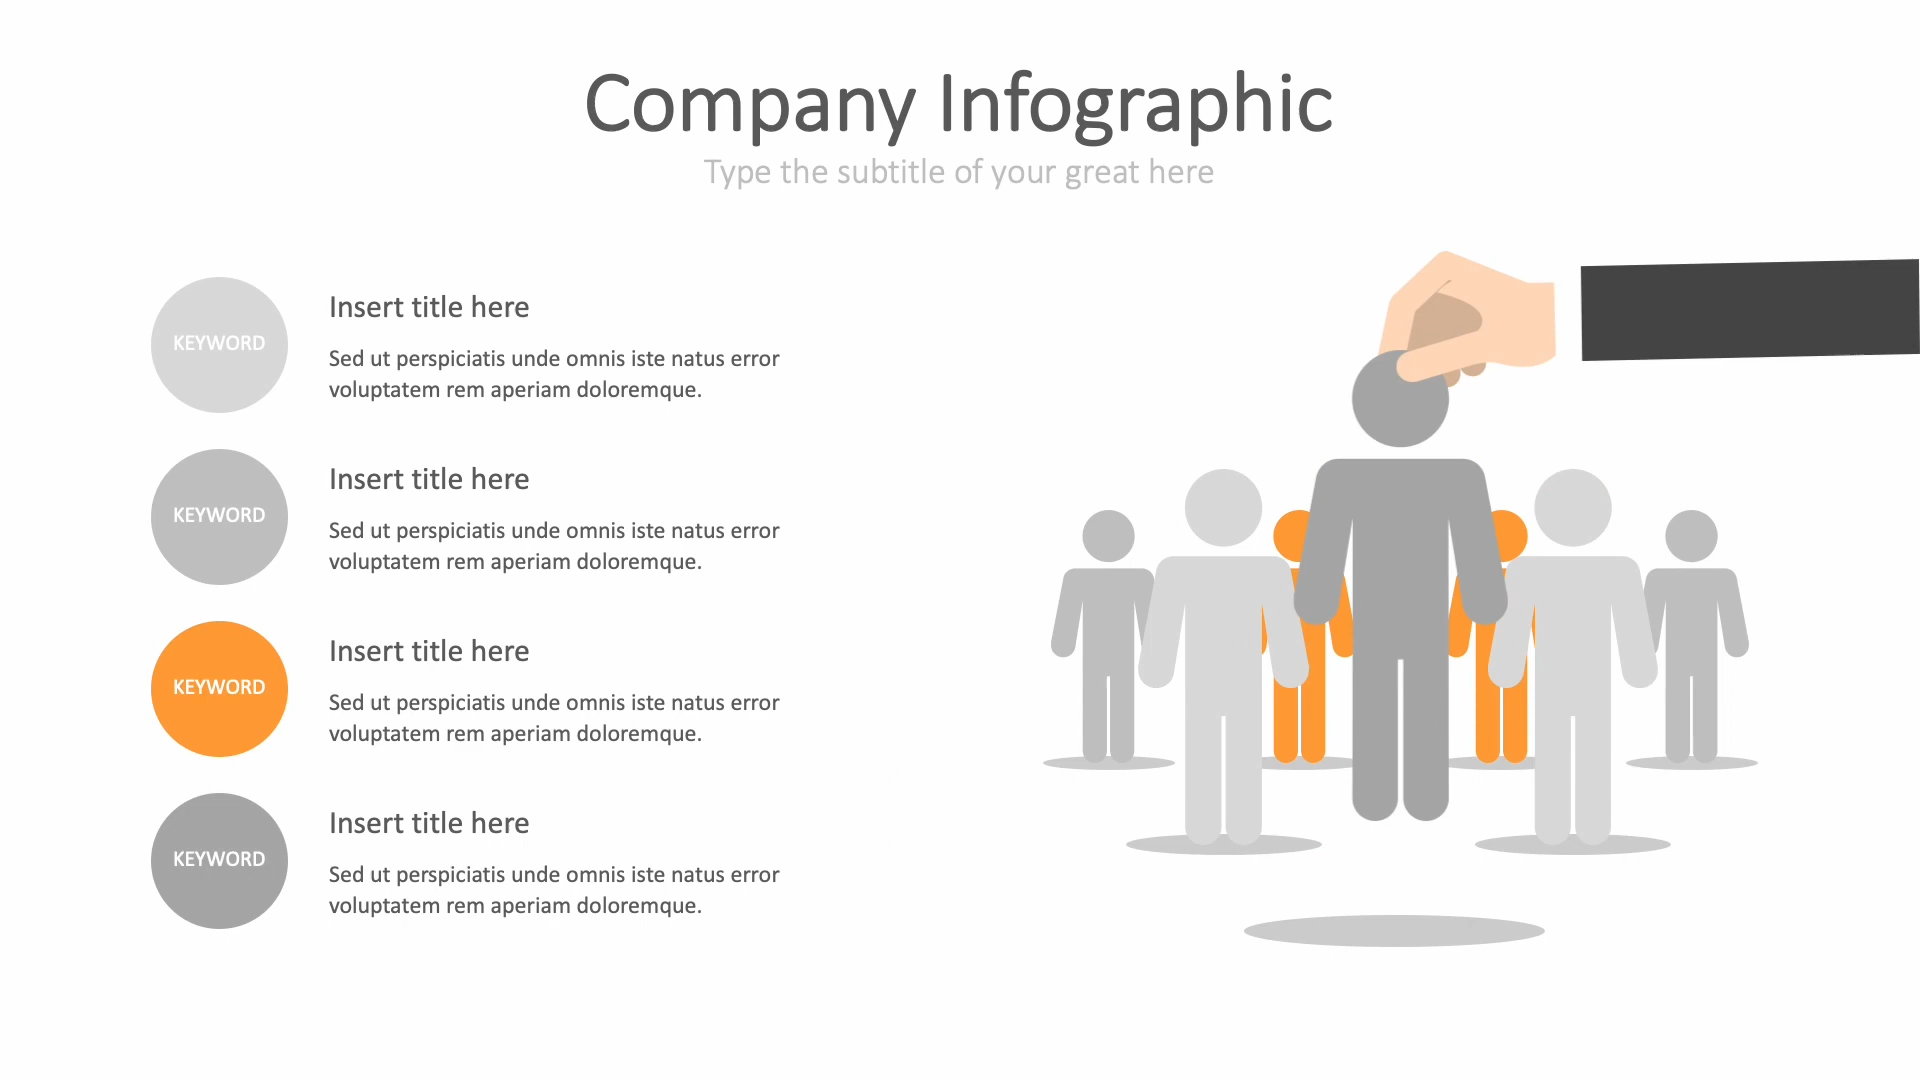 Company Infographic
Type the subtitle of your great here
KEYWORD
Insert title here
Sed ut perspiciatis unde omnis iste natus error
voluptatem rem aperiam doloremque.
KEYWORD
Insert title here
Sed ut perspiciatis unde omnis iste natus error
voluptatem rem aperiam doloremque.
KEYWORD
Insert title here
Sed ut perspiciatis unde omnis iste natus error
voluptatem rem aperiam doloremque.
KEYWORD
Insert title here
Sed ut perspiciatis unde omnis iste natus error
voluptatem rem aperiam doloremque.